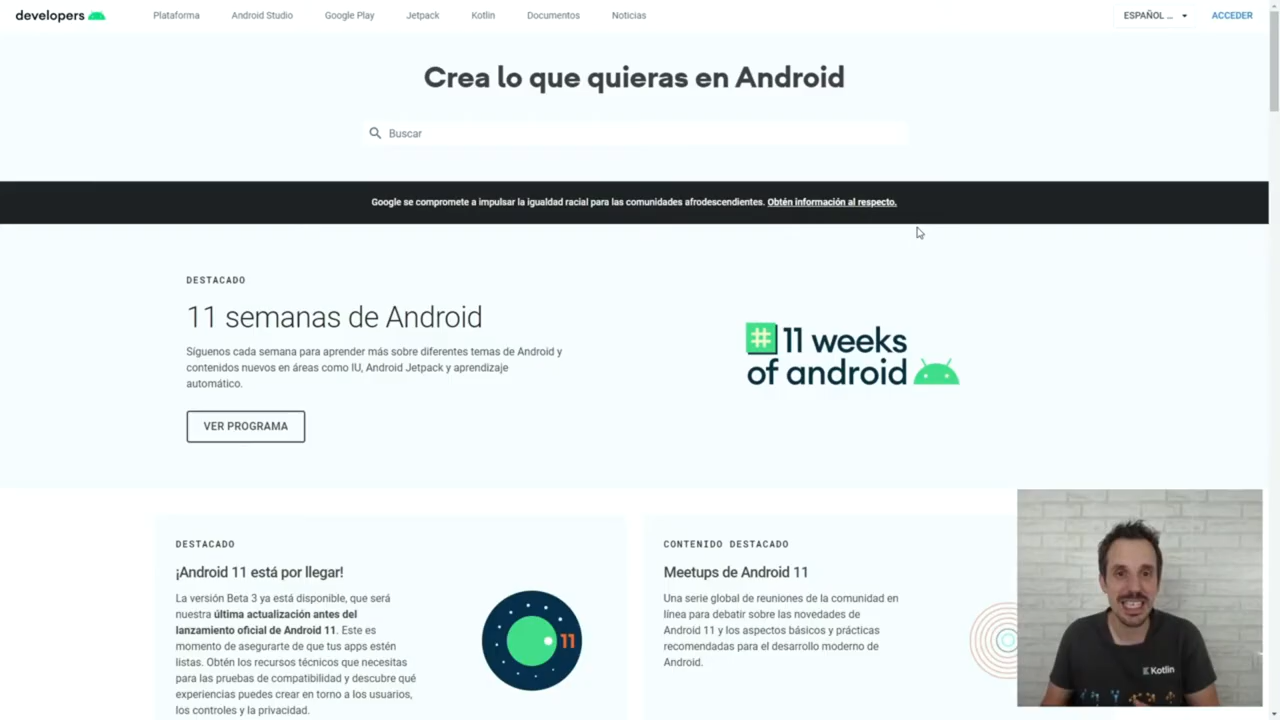 developers
Plataforma
Android Studio
Google Play
Jetpack
Kotlin
Documentos
Noticias
ESPAÑOL ...
ACCEDER
Crea lo que quieras en Android
Buscar
Google se compromete a impulsar la igualdad racial para las comunidades afrodescendientes. Obtén información al respecto.
DESTACADO
11 semanas de Android
Síguenos cada semana para aprender más sobre diferentes temas de Android y
contenidos nuevos en áreas como IU, Android Jetpack y aprendizaje
automático.
VER PROGRAMA
# 11 weeks
of android
DESTACADO
¡Android 11 está por llegar!
La versión Beta 3 ya está disponible, que será
nuestra última actualización antes del
lanzamiento oficial de Android 11. Este es
momento de asegurarte de que tus apps estén
listas. Obtén los recursos técnicos que necesitas
para las pruebas de compatibilidad y descubre qué
experiencias puedes crear en torno a los usuarios,
los controles y la privacidad.
11
CONTENIDO DESTACADO
Meetups de Android 11
Una serie global de reuniones de la comunidad en
línea para debatir sobre las novedades de
Android 11 y los aspectos básicos y prácticas
recomendadas para el desarrollo moderno de
Android.
Kotlin